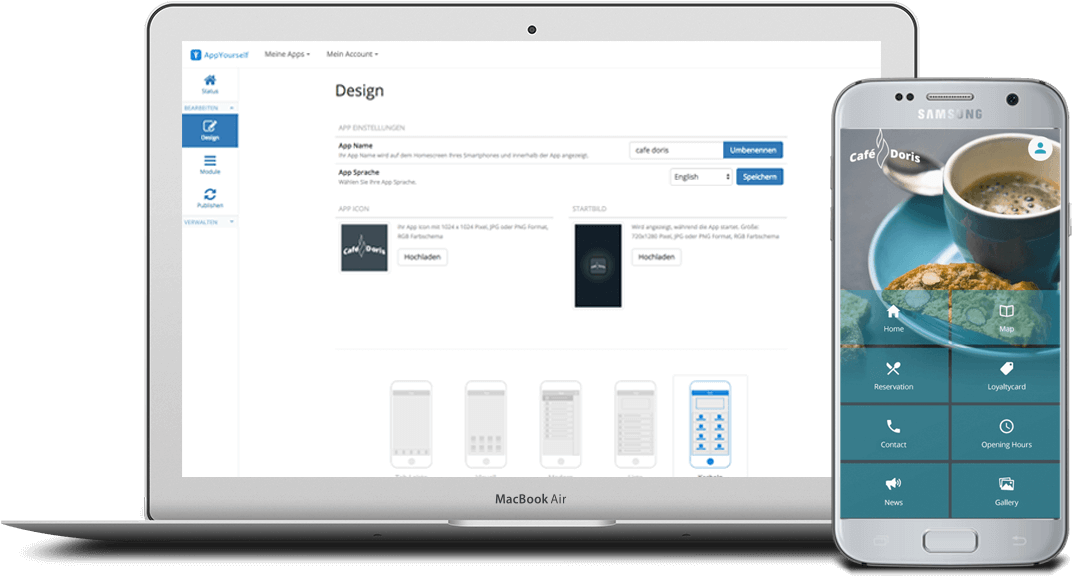 AppYourself
Meine Apps
Mein Account
Status
BEARBEITEN
Design
Module
Publishen
VERWALTEN
Design
APP EINSTELLUNGEN
App Name
Ihr App Name wird auf dem Homescreen Ihres Smartphones und innerhalb der App angezeigt.
cafe doris
Umbenennen
App Sprache
Wählen Sie Ihre App Sprache.
English
Speichern
APP ICON
Café Doris
Ihr App Icon mit 1024 x 1024 Pixel, JPG oder PNG Format,
RGB Farbschema
Hochladen
STARTBILD
Wird angezeigt, während die App startet. Größe:
720x1280 Pixel, JPG oder PNG Format, RGB Farbschema
Hochladen
MacBook Air
SAMSUNG
Café Doris
Home
Map
Reservation
Loyaltycard
Contact
Opening Hours
News
Gallery